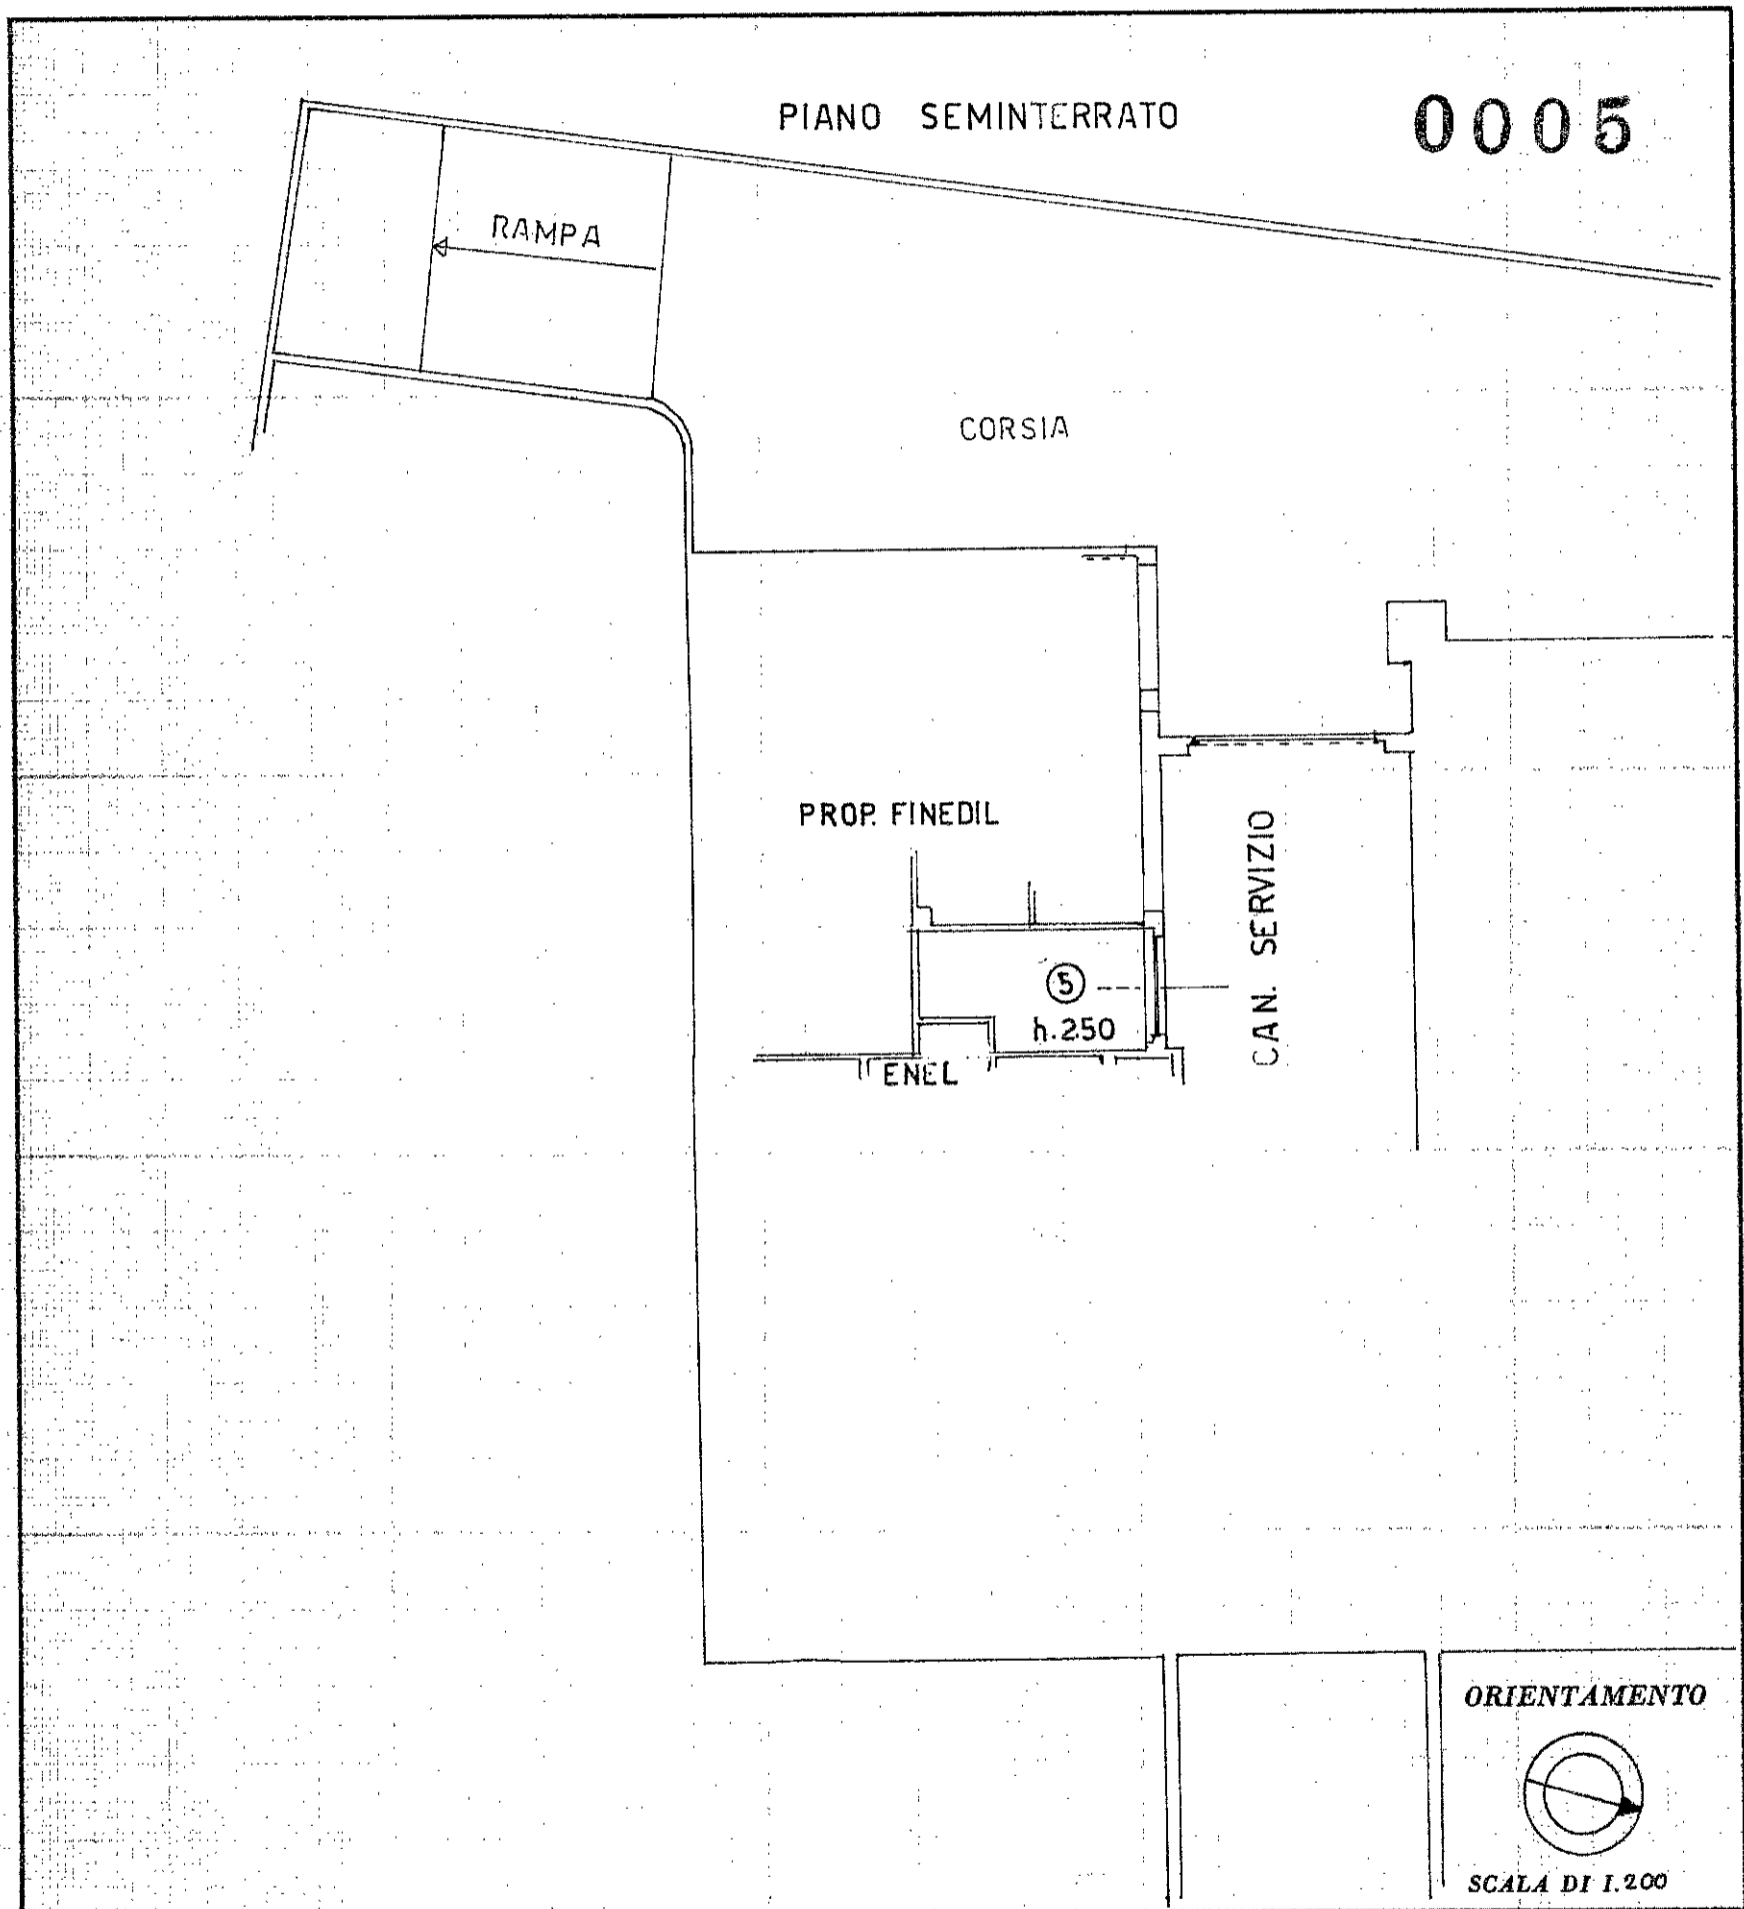 PIANO SEMINTERRATO
0005
RAMPA
CORSIA
PROP. FINEDIL
CAN. SERVIZIO
5
h.250
ENEL
ORIENTAMENTO
SCALA DI 1.200